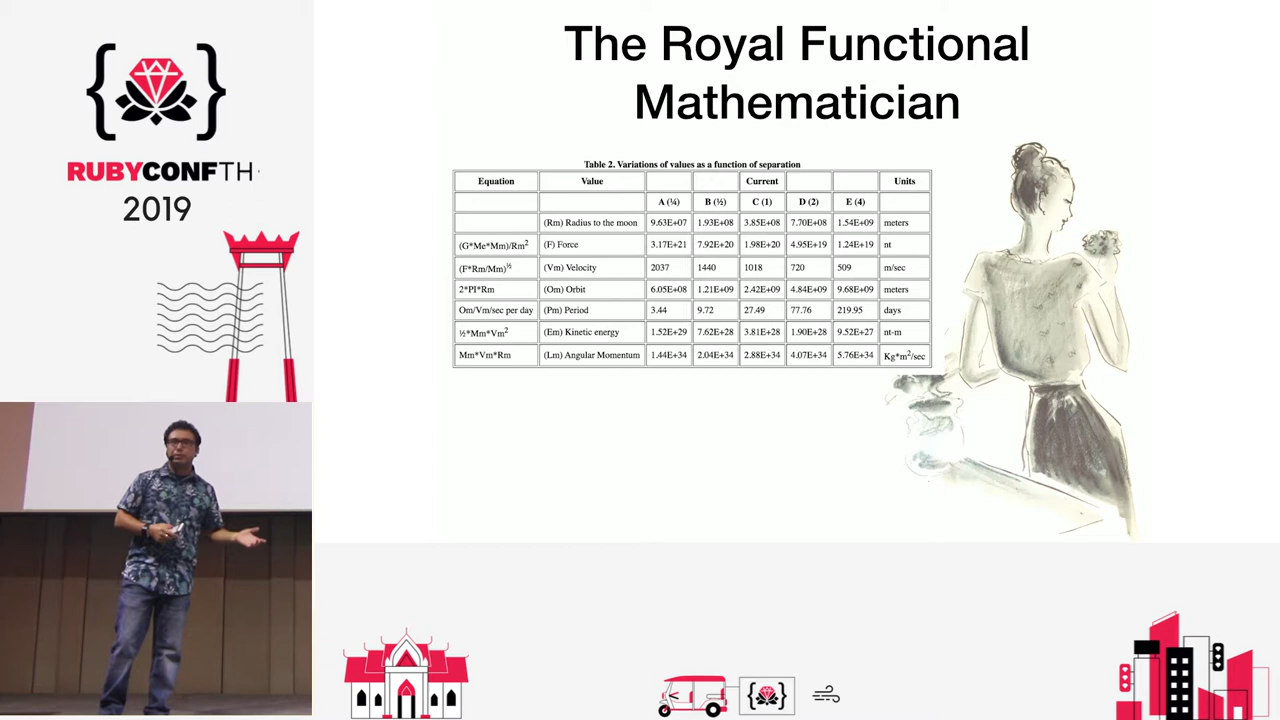 RUBYCONFTH
2019
The Royal Functional
Mathematician
Table 2. Variations of values as a function of separation
Equation Value Current Units
A (¼) B (½) C (1) D (2) E (4)
(Rm) Radius to the moon 9.63E+07 1.93E+08 3.85E+08 7.70E+08 1.54E+09 meters
(G*Me*Mm)/Rm² (F) Force 3.17E+21 7.92E+20 1.98E+20 4.95E+19 1.24E+19 nt
(F*Rm/Mm)^½ (Vm) Velocity 2037 1440 1018 720 509 m/sec
2*PI*Rm (Om) Orbit 6.05E+08 1.21E+09 2.42E+09 4.84E+09 9.68E+09 meters
Om/Vm/sec per day (Pm) Period 3.44 9.72 27.49 77.76 219.95 days
½*Mm*Vm² (Em) Kinetic energy 1.52E+29 7.62E+28 3.81E+28 1.90E+28 9.52E+27 nt-m
Mm*Vm*Rm (Lm) Angular Momentum 1.44E+34 2.04E+34 2.88E+34 4.07E+34 5.76E+34 Kg*m²/sec